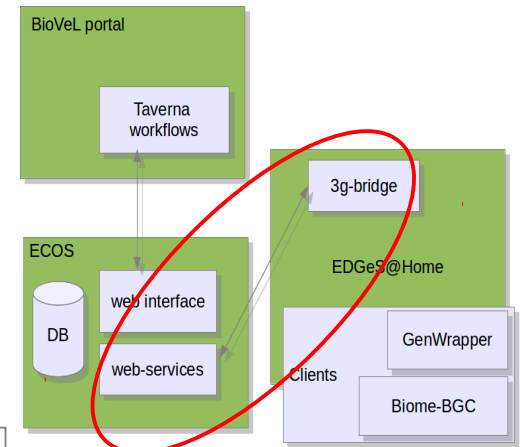 BioVeL portal
Taverna
workflows
3g-bridge
ECOS
EDGeS@Home
web interface
DB
GenWrapper
web-services
Clients
Biome-BGC